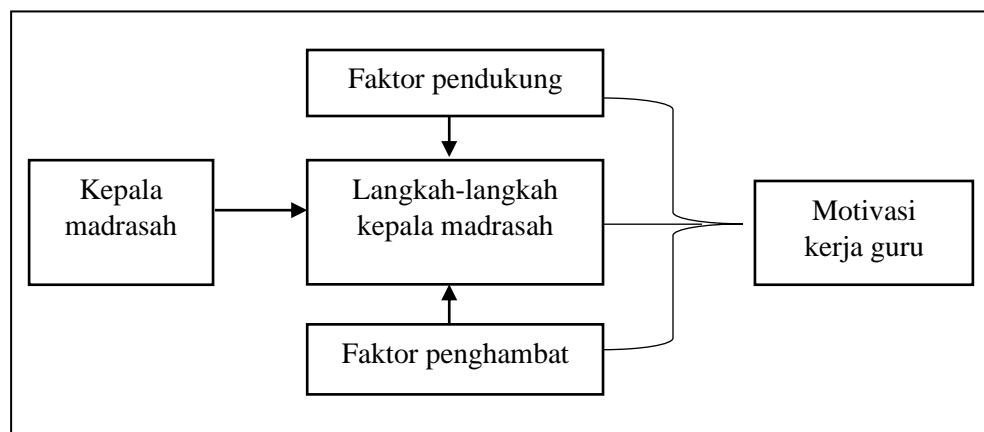 Faktor pendukung
Kepala
madrasah
Langkah-langkah
kepala madrasah
Motivasi
kerja guru
Faktor penghambat